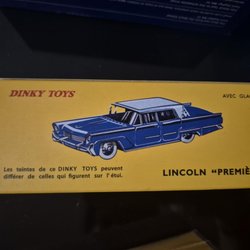 DINKY TOYS
AVEC GLA
Les teintes de ce DINKY TOYS peuvent
différer de celles qui figurent sur l'étui.
LINCOLN "PREMIÈ